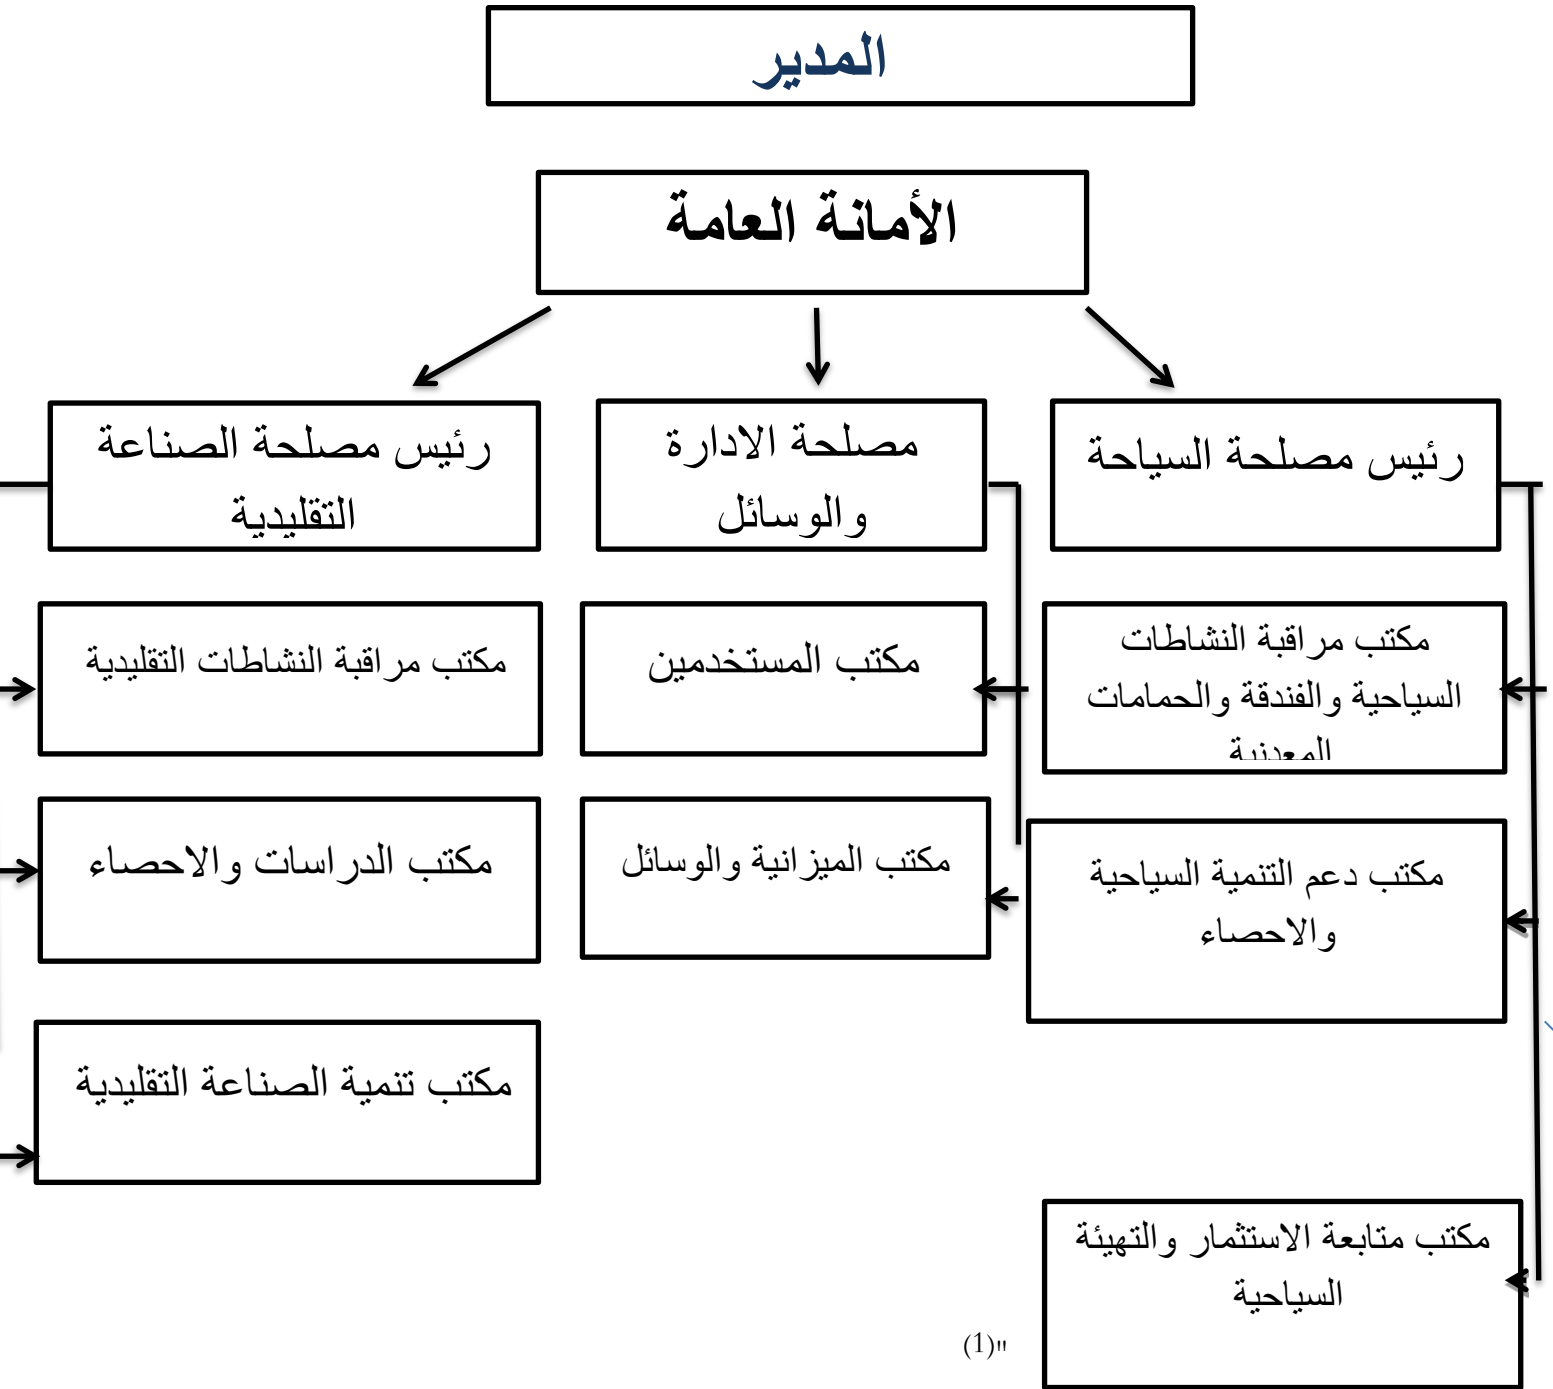 المدير
الأمانة العامة
رئيس مصلحة السياحة
مصلحة الادارة
والوسائل
رئيس مصلحة الصناعة
التقليدية
مكتب مراقبة النشاطات
السياحية والفندقة والحمامات
المعدنية
مكتب المستخدمين
مكتب مراقبة النشاطات التقليدية
مكتب دعم التنمية السياحية
والاحصاء
مكتب الميزانية والوسائل
مكتب الدراسات والاحصاء
مكتب تنمية الصناعة التقليدية
مكتب متابعة الاستثمار والتهيئة
السياحية
"(1)